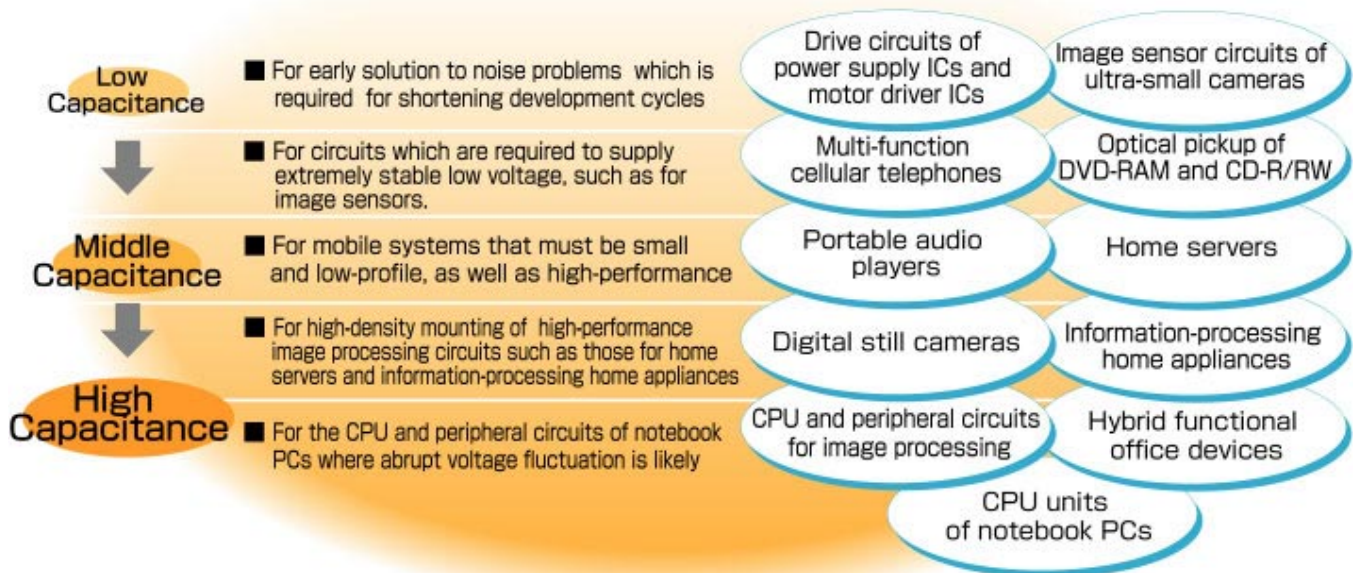 Low
Capacitance
■ For early solution to noise problems which is
required for shortening development cycles
Drive circuits of
power supply ICs and
motor driver ICs
Image sensor circuits of
ultra-small cameras
■ For circuits which are required to supply
extremely stable low voltage, such as for
image sensors.
Multi-function
cellular telephones
Optical pickup of
DVD-RAM and CD-R/RW
Middle
Capacitance
■ For mobile systems that must be small
and low-profile, as well as high-performance
Portable audio
players
Home servers
■ For high-density mounting of high-performance
image processing circuits such as those for home
servers and information-processing home appliances
Digital still cameras
Information-processing
home appliances
High
Capacitance
■ For the CPU and peripheral circuits of notebook
PCs where abrupt voltage fluctuation is likely
CPU and peripheral circuits
for image processing
Hybrid functional
office devices
CPU units
of notebook PCs